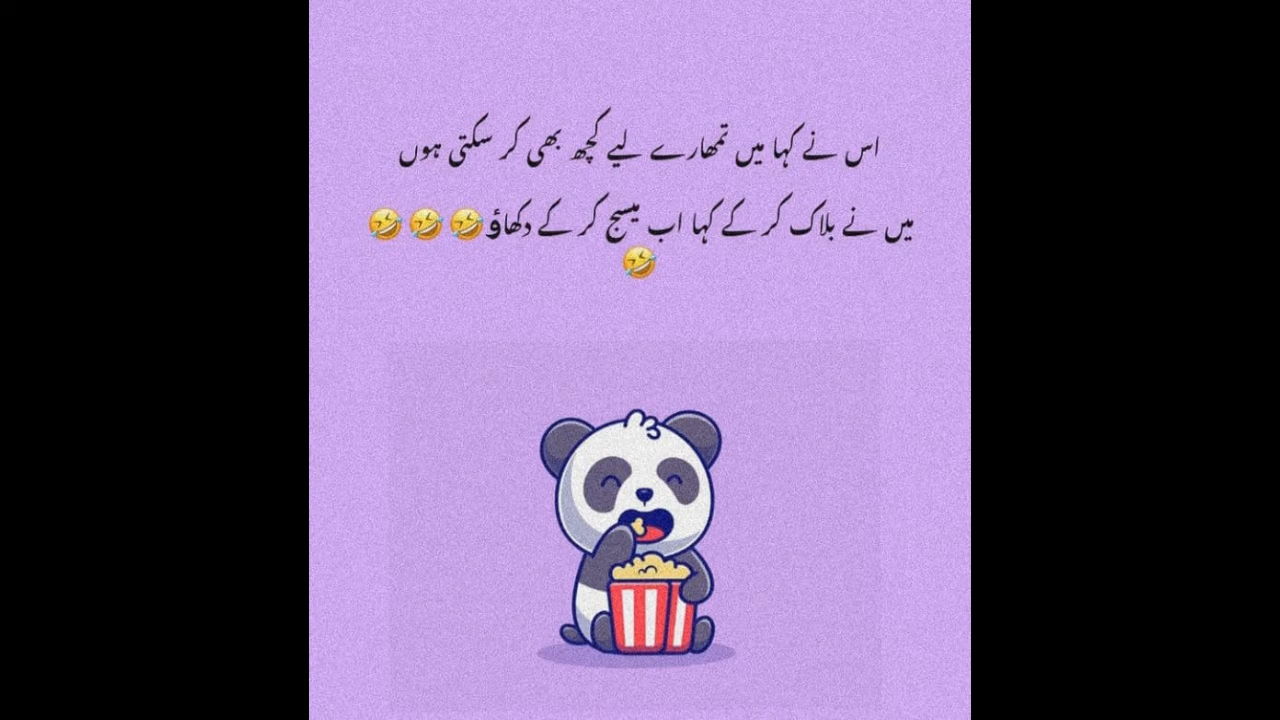 اس نے کہا میں تمھارے لیے کچھ بھی کر سکتی ہوں
میں نے بلاک کر کے کہا اب میسج کر کے دکھاؤ🤣🤣🤣
🤣